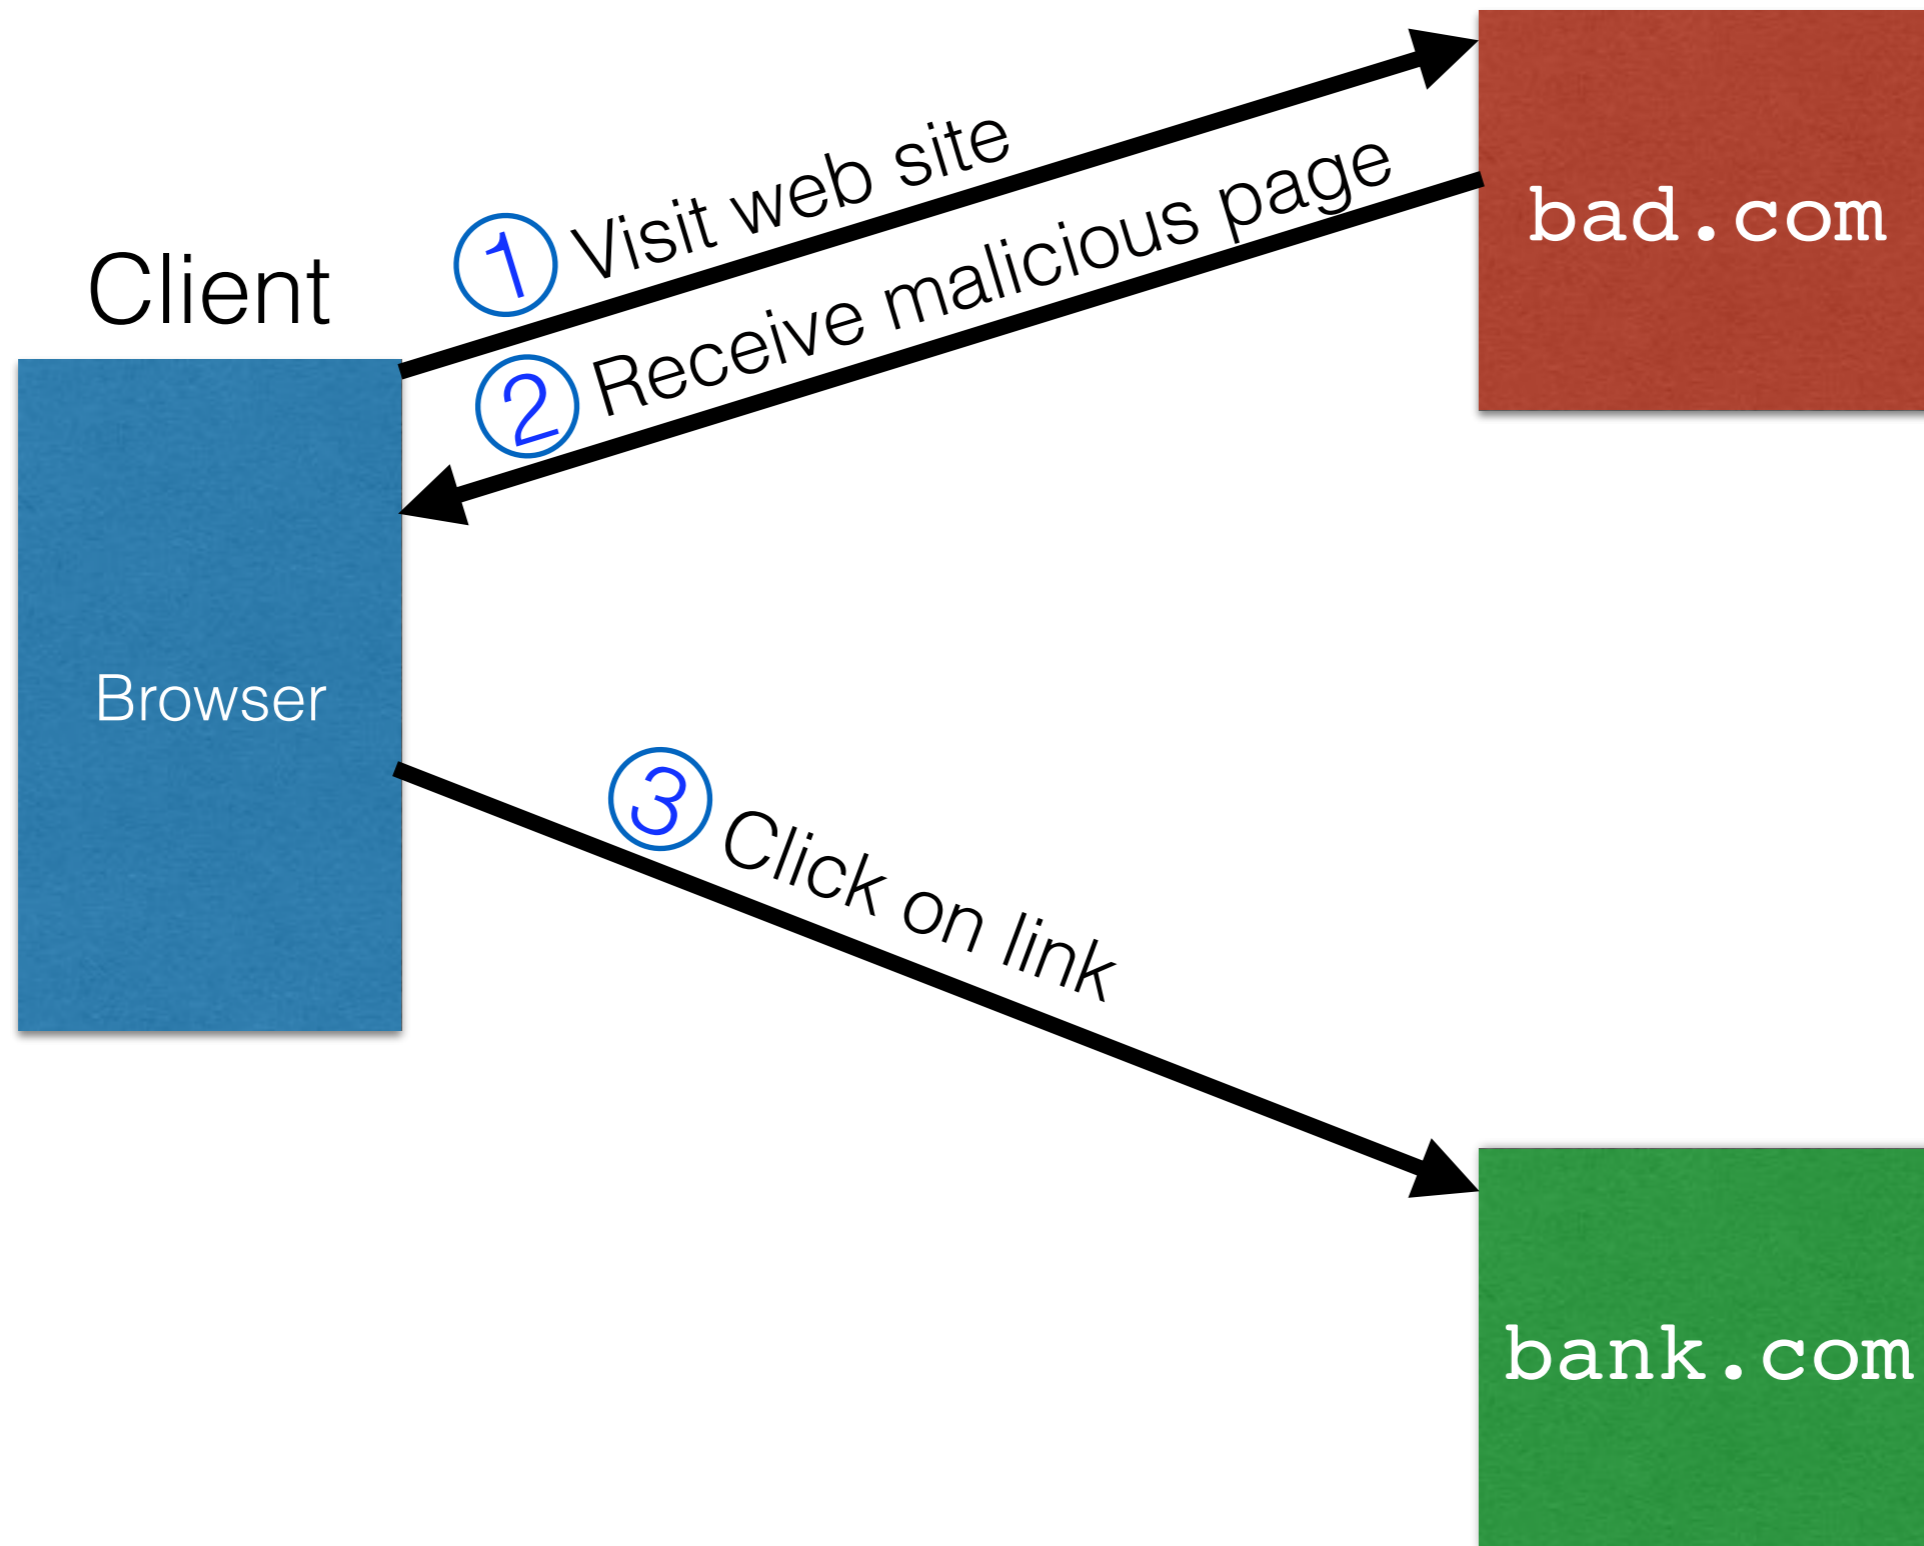 Client
Browser
1 Visit web site
2 Receive malicious page
bad.com
3 Click on link
bank.com